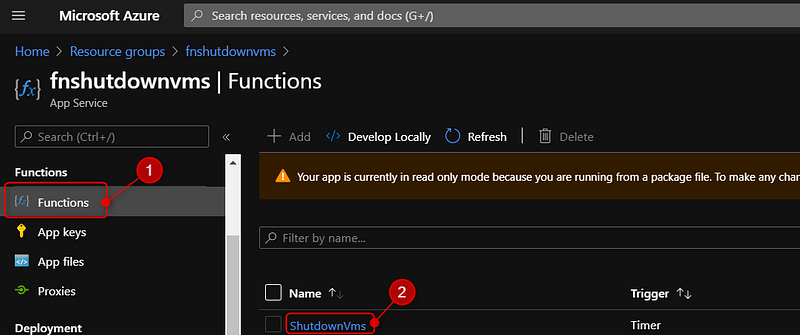 Microsoft Azure
Search resources, services, and docs (G+/)
Home > Resource groups > fnshutdownvms >
{fx} fnshutdownvms | Functions
App Service
Search (Ctrl+/) «
+ Add </> Develop Locally Refresh Delete
Functions
1
Your app is currently in read only mode because you are running from a package file. To make any chan
Functions
App keys
App files
Proxies
Filter by name...
2
Name ↑↓ Trigger ↑↓
ShutdownVms Timer
Deployment